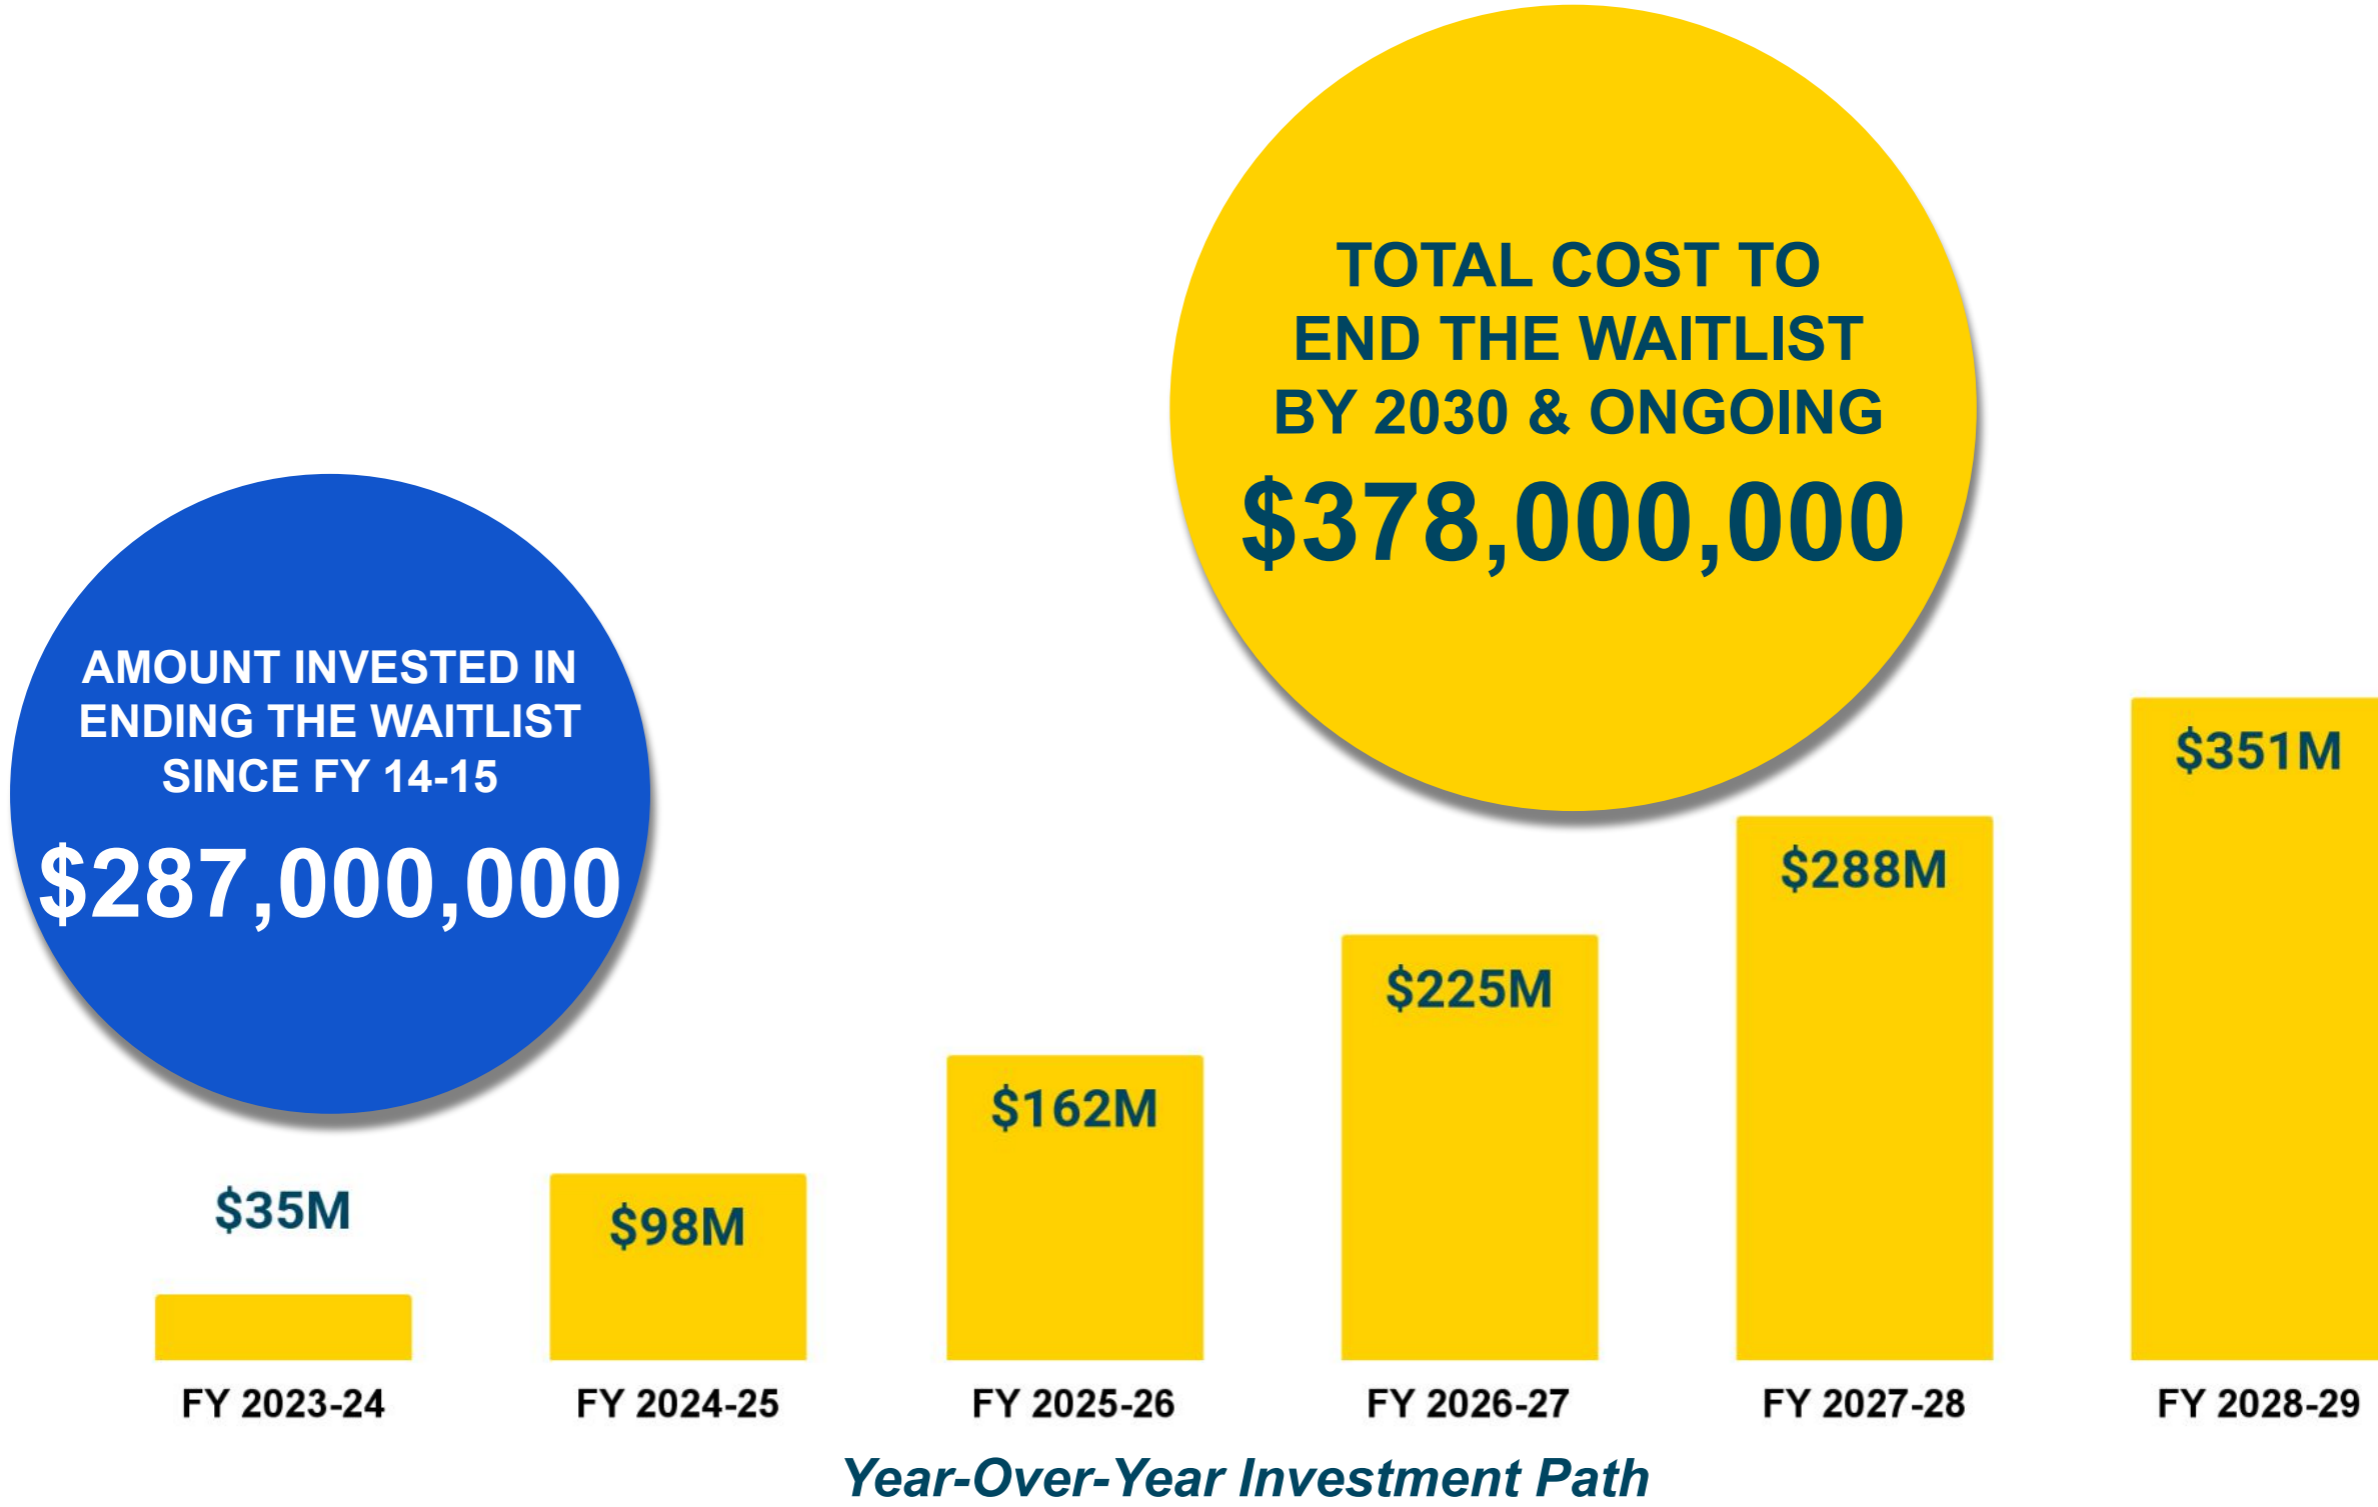 TOTAL COST TO
END THE WAITLIST
BY 2030 & ONGOING
$378,000,000
AMOUNT INVESTED IN
ENDING THE WAITLIST
SINCE FY 14-15
$287,000,000
$35M
$98M
$162M
$225M
$288M
$351M
FY 2023-24
FY 2024-25
FY 2025-26
FY 2026-27
FY 2027-28
FY 2028-29
Year-Over-Year Investment Path